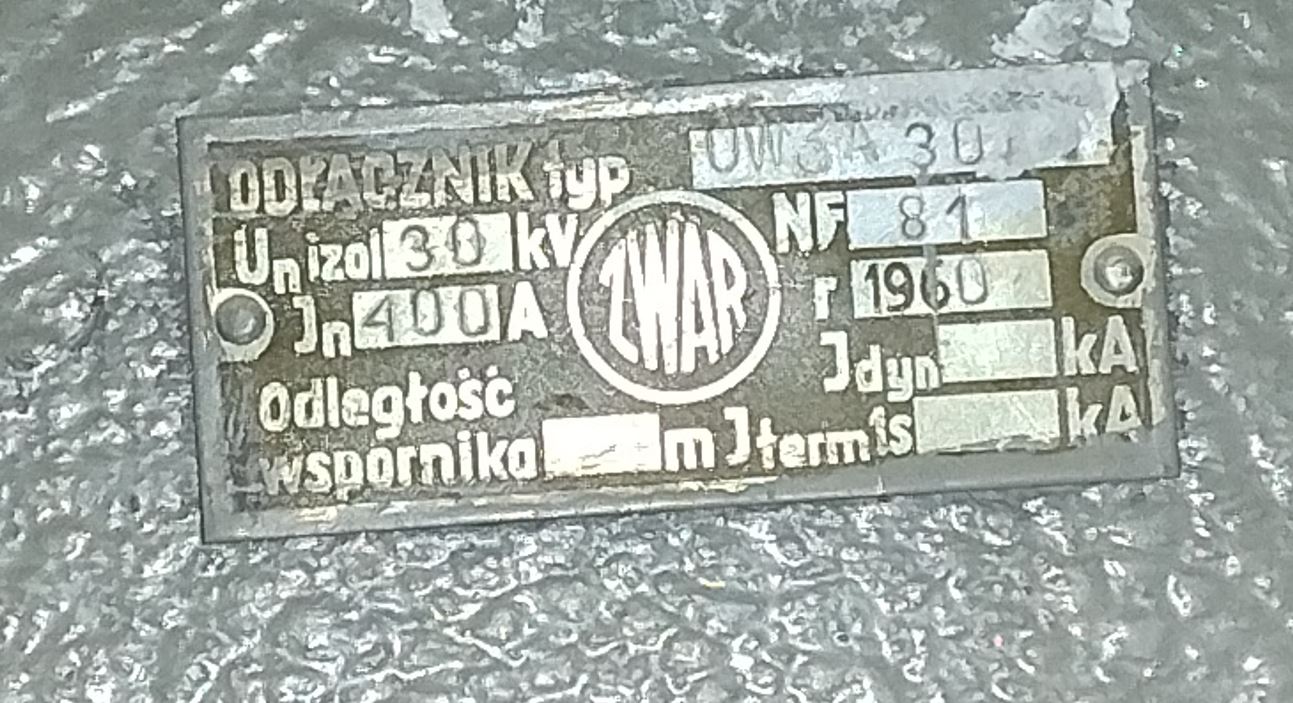 ODŁĄCZNIK typ UW3A 30
Un izol 30 kV
NF 81
Jn 400 A
ZWAR
r 1960
Jdyn kA
Odległość
wspornika m Jterm 1s kA